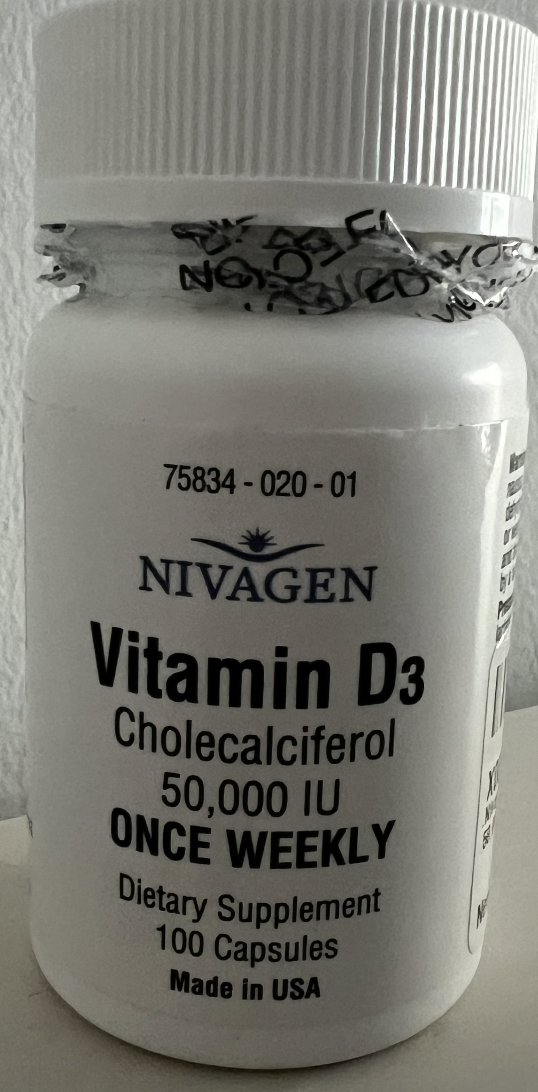 75834 - 020 - 01
NIVAGEN
Vitamin D3
Cholecalciferol
50,000 IU
ONCE WEEKLY
Dietary Supplement
100 Capsules
Made in USA